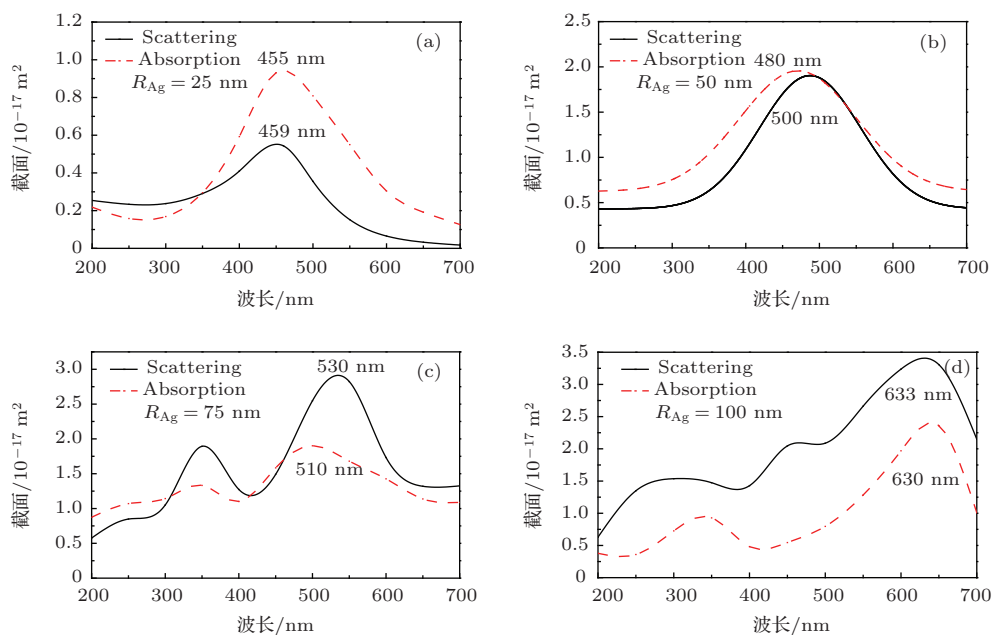 1.2
1.0
0.8
0.6
0.4
0.2
0
截面/10⁻¹⁷ m²
Scattering
Absorption
R_Ag = 25 nm
(a)
455 nm
459 nm
200 300 400 500 600 700
波长/nm
2.5
2.0
1.5
1.0
0.5
0
截面/10⁻¹⁷ m²
Scattering
Absorption
R_Ag = 50 nm
(b)
480 nm
500 nm
200 300 400 500 600 700
波长/nm
3.0
2.5
2.0
1.5
1.0
0.5
0
截面/10⁻¹⁷ m²
Scattering
Absorption
R_Ag = 75 nm
(c)
530 nm
510 nm
200 300 400 500 600 700
波长/nm
3.5
3.0
2.5
2.0
1.5
1.0
0.5
0
截面/10⁻¹⁷ m²
Scattering
Absorption
R_Ag = 100 nm
(d)
633 nm
630 nm
200 300 400 500 600 700
波长/nm